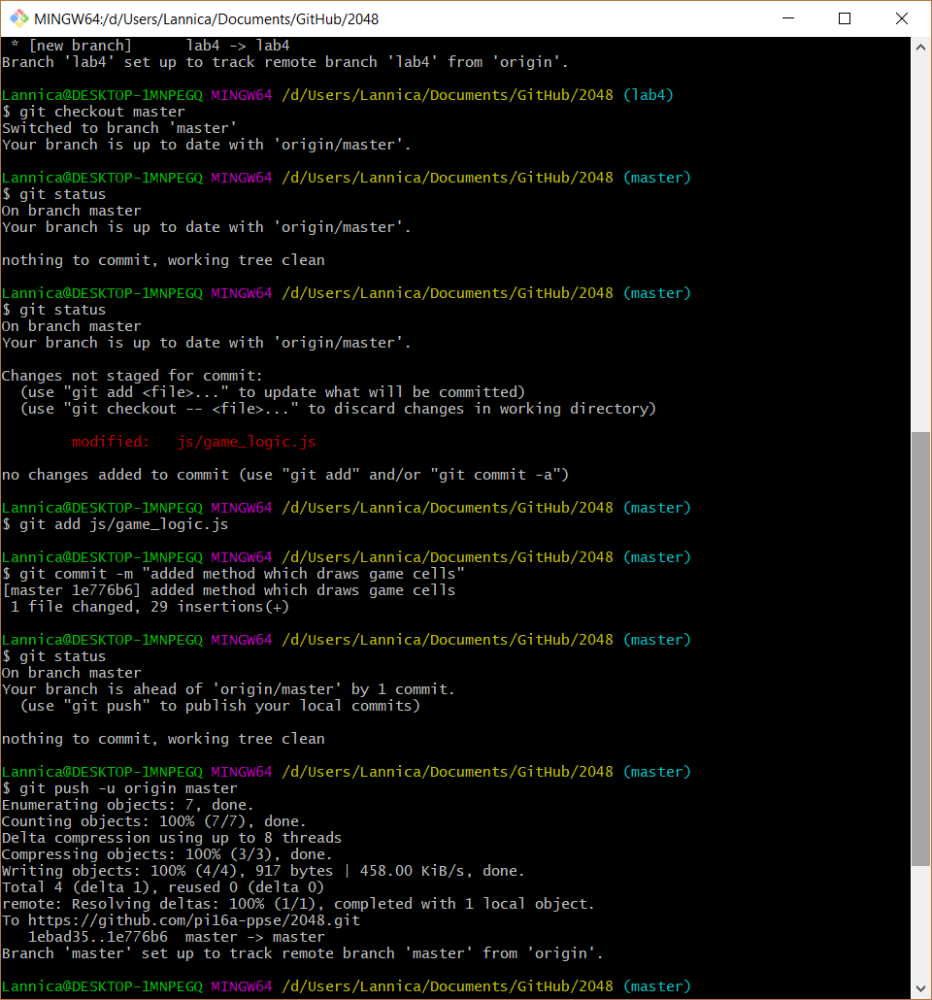 MINGW64:/d/Users/Lannica/Documents/GitHub/2048
 * [new branch]      lab4 -> lab4
Branch 'lab4' set up to track remote branch 'lab4' from 'origin'.
Lannica@DESKTOP-1MNPEGQ MINGW64 /d/Users/Lannica/Documents/GitHub/2048 (lab4)
$ git checkout master
Switched to branch 'master'
Your branch is up to date with 'origin/master'.
Lannica@DESKTOP-1MNPEGQ MINGW64 /d/Users/Lannica/Documents/GitHub/2048 (master)
$ git status
On branch master
Your branch is up to date with 'origin/master'.
nothing to commit, working tree clean
Lannica@DESKTOP-1MNPEGQ MINGW64 /d/Users/Lannica/Documents/GitHub/2048 (master)
$ git status
On branch master
Your branch is up to date with 'origin/master'.
Changes not staged for commit:
  (use "git add <file>..." to update what will be committed)
  (use "git checkout -- <file>..." to discard changes in working directory)
        modified:   js/game_logic.js
no changes added to commit (use "git add" and/or "git commit -a")
Lannica@DESKTOP-1MNPEGQ MINGW64 /d/Users/Lannica/Documents/GitHub/2048 (master)
$ git add js/game_logic.js
Lannica@DESKTOP-1MNPEGQ MINGW64 /d/Users/Lannica/Documents/GitHub/2048 (master)
$ git commit -m "added method which draws game cells"
[master 1e776b6] added method which draws game cells
 1 file changed, 29 insertions(+)
Lannica@DESKTOP-1MNPEGQ MINGW64 /d/Users/Lannica/Documents/GitHub/2048 (master)
$ git status
On branch master
Your branch is ahead of 'origin/master' by 1 commit.
  (use "git push" to publish your local commits)
nothing to commit, working tree clean
Lannica@DESKTOP-1MNPEGQ MINGW64 /d/Users/Lannica/Documents/GitHub/2048 (master)
$ git push -u origin master
Enumerating objects: 7, done.
Counting objects: 100% (7/7), done.
Delta compression using up to 8 threads
Compressing objects: 100% (3/3), done.
Writing objects: 100% (4/4), 917 bytes | 458.00 KiB/s, done.
Total 4 (delta 1), reused 0 (delta 0)
remote: Resolving deltas: 100% (1/1), completed with 1 local object.
To https://github.com/pi16a-ppse/2048.git
   1ebad35..1e776b6  master -> master
Branch 'master' set up to track remote branch 'master' from 'origin'.
Lannica@DESKTOP-1MNPEGQ MINGW64 /d/Users/Lannica/Documents/GitHub/2048 (master)